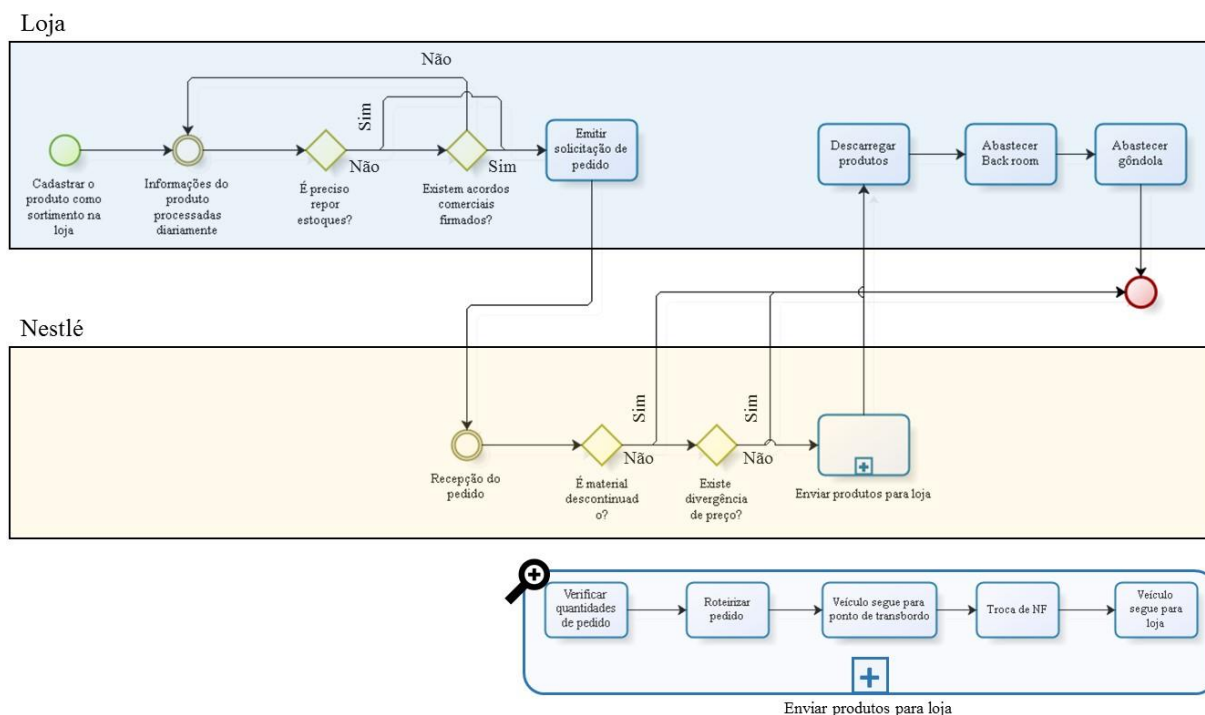 Loja
Não
Sim
Não
Sim
Cadastrar o
produto como
sortimento na
loja
Informações do
produto
processadas
diariamente
É preciso
repor
estoques?
Existem acordos
comerciais
firmados?
Emitir
solicitação de
pedido
Descarregar
produtos
Abastecer
Back room
Abastecer
gôndola
Nestlé
Recepção do
pedido
É material
descontinuad
o?
Sim
Não
Existe
divergência
de preço?
Sim
Não
Enviar produtos para loja
Verificar
quantidades
de pedido
Roteirizar
pedido
Veículo segue para
ponto de transbordo
Troca de NF
Veículo
segue para
loja
Enviar produtos para loja